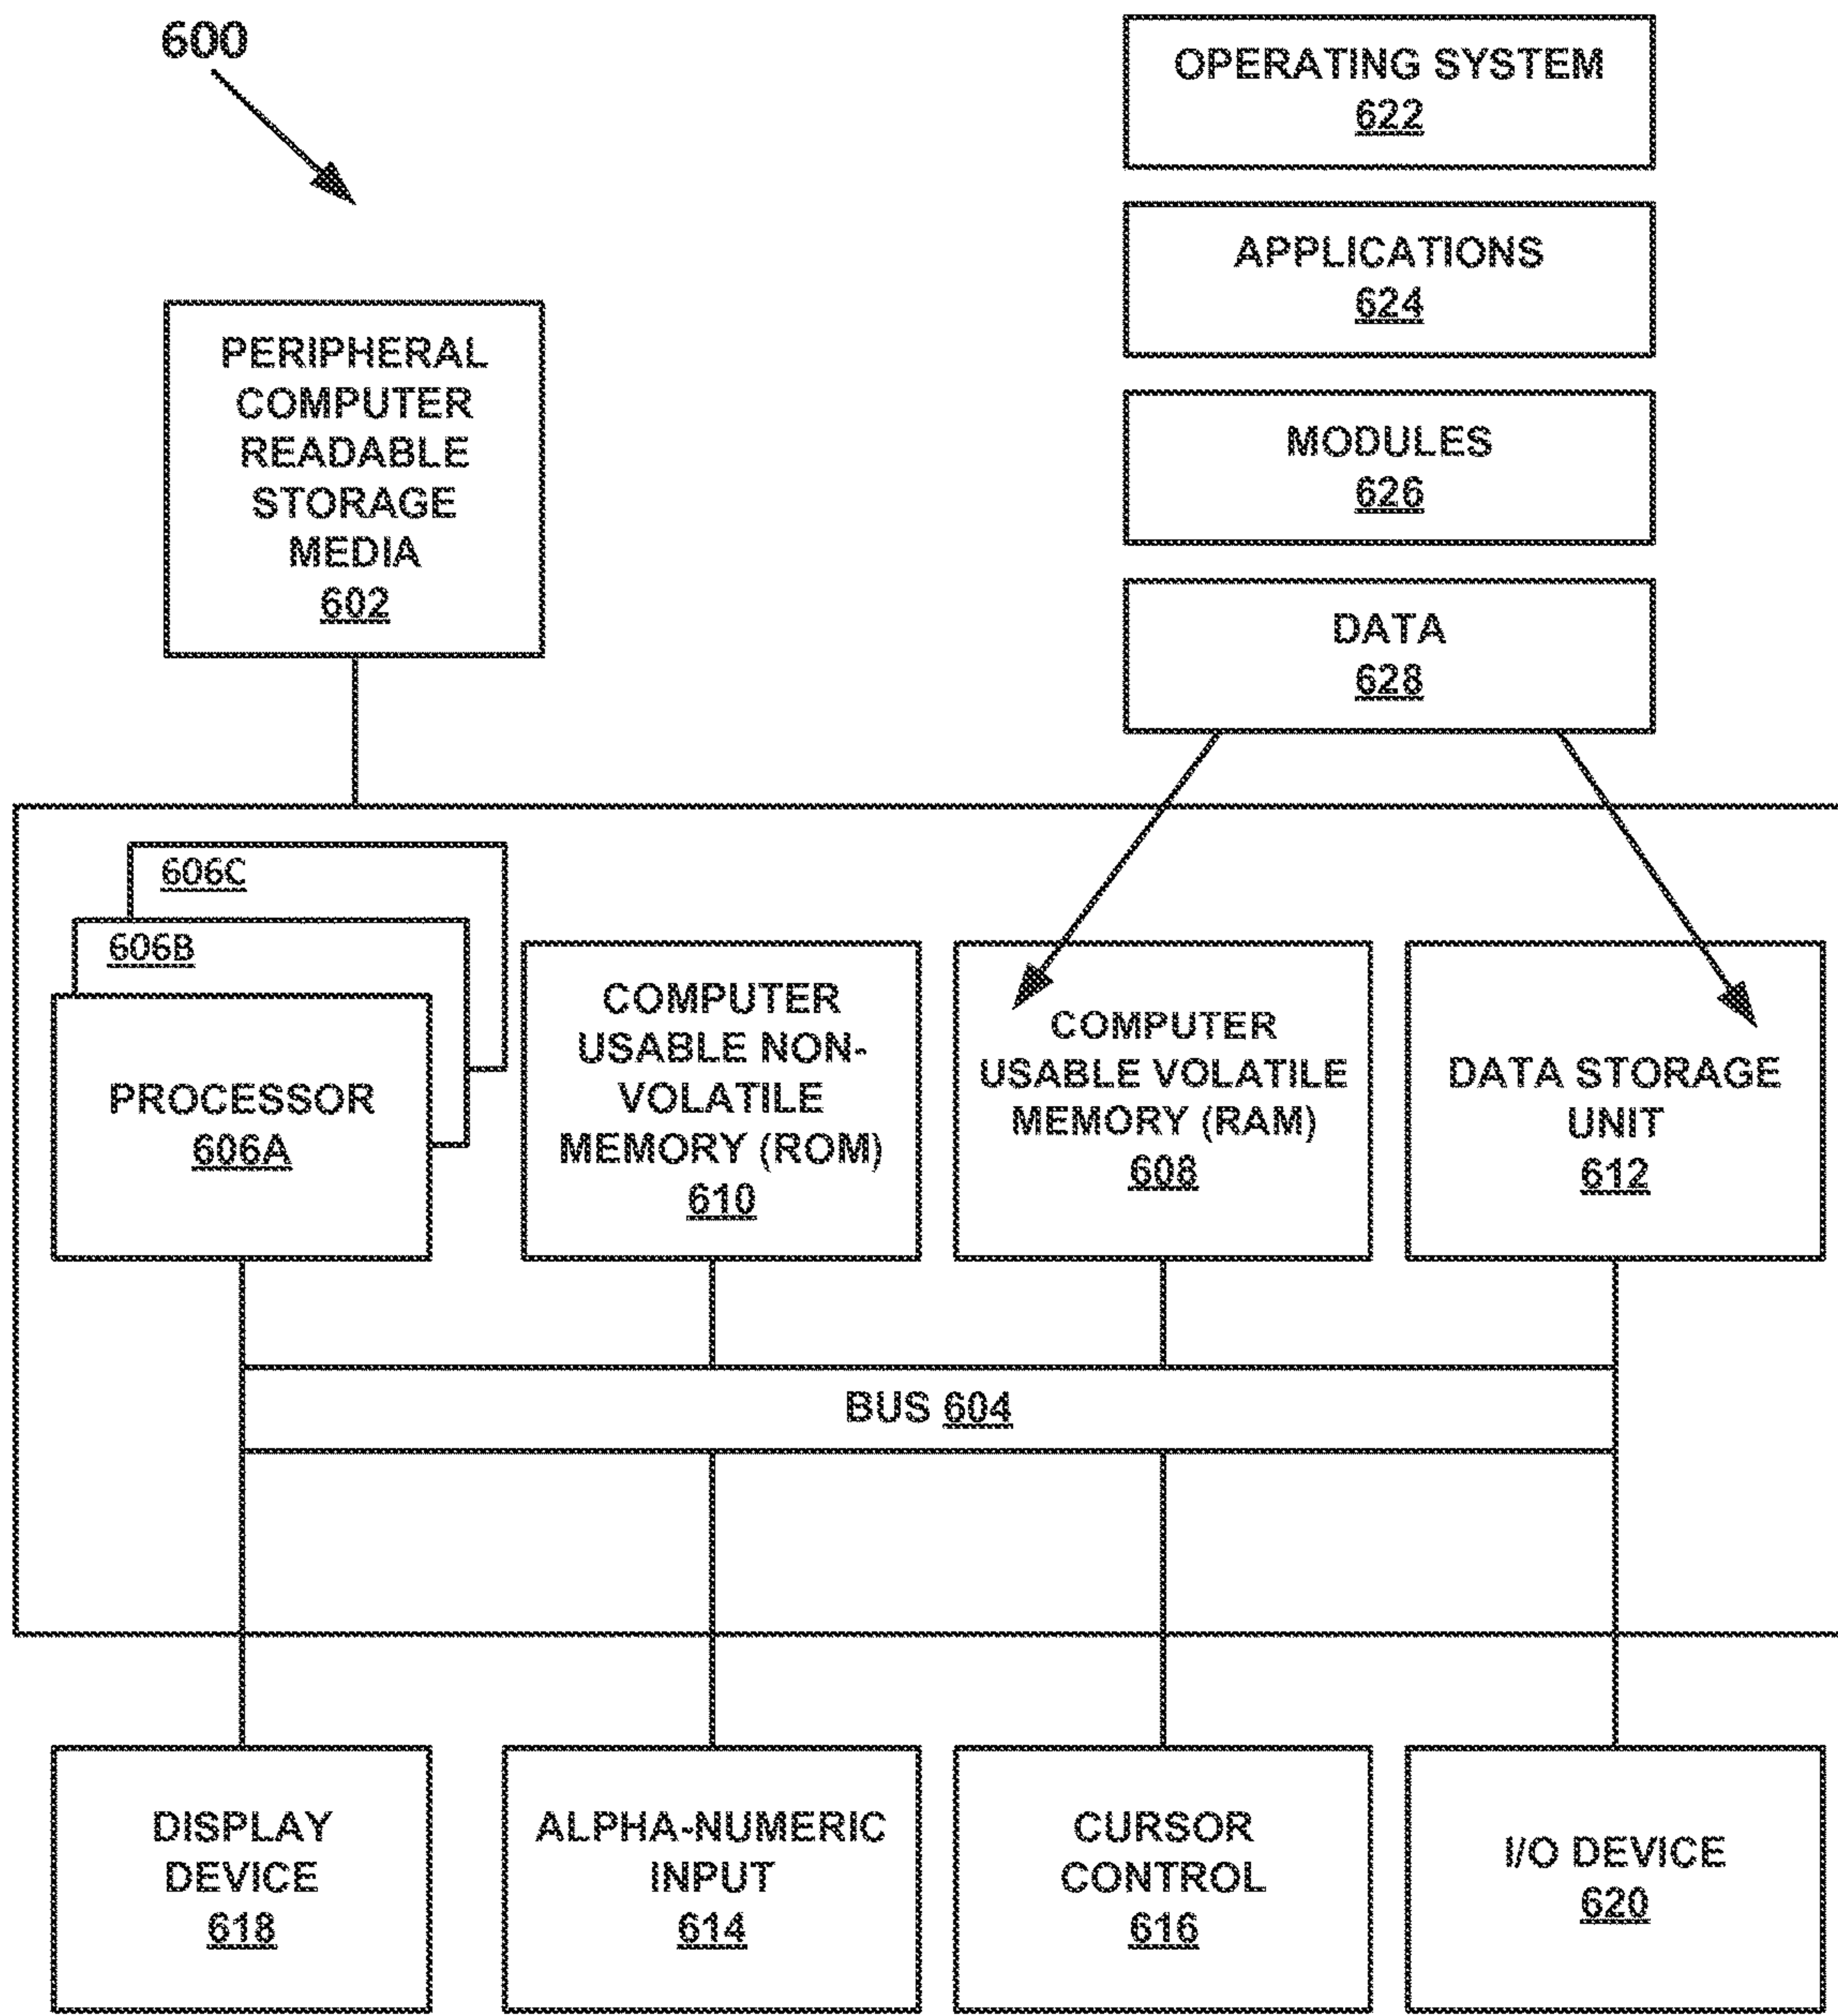 600
OPERATING SYSTEM
622
APPLICATIONS
624
MODULES
626
DATA
628
PERIPHERAL
COMPUTER
READABLE
STORAGE
MEDIA
602
606C
606B
PROCESSOR
606A
COMPUTER
USABLE NON-
VOLATILE
MEMORY (ROM)
610
COMPUTER
USABLE VOLATILE
MEMORY (RAM)
608
DATA STORAGE
UNIT
612
BUS 604
DISPLAY
DEVICE
618
ALPHA-NUMERIC
INPUT
614
CURSOR
CONTROL
616
I/O DEVICE
620